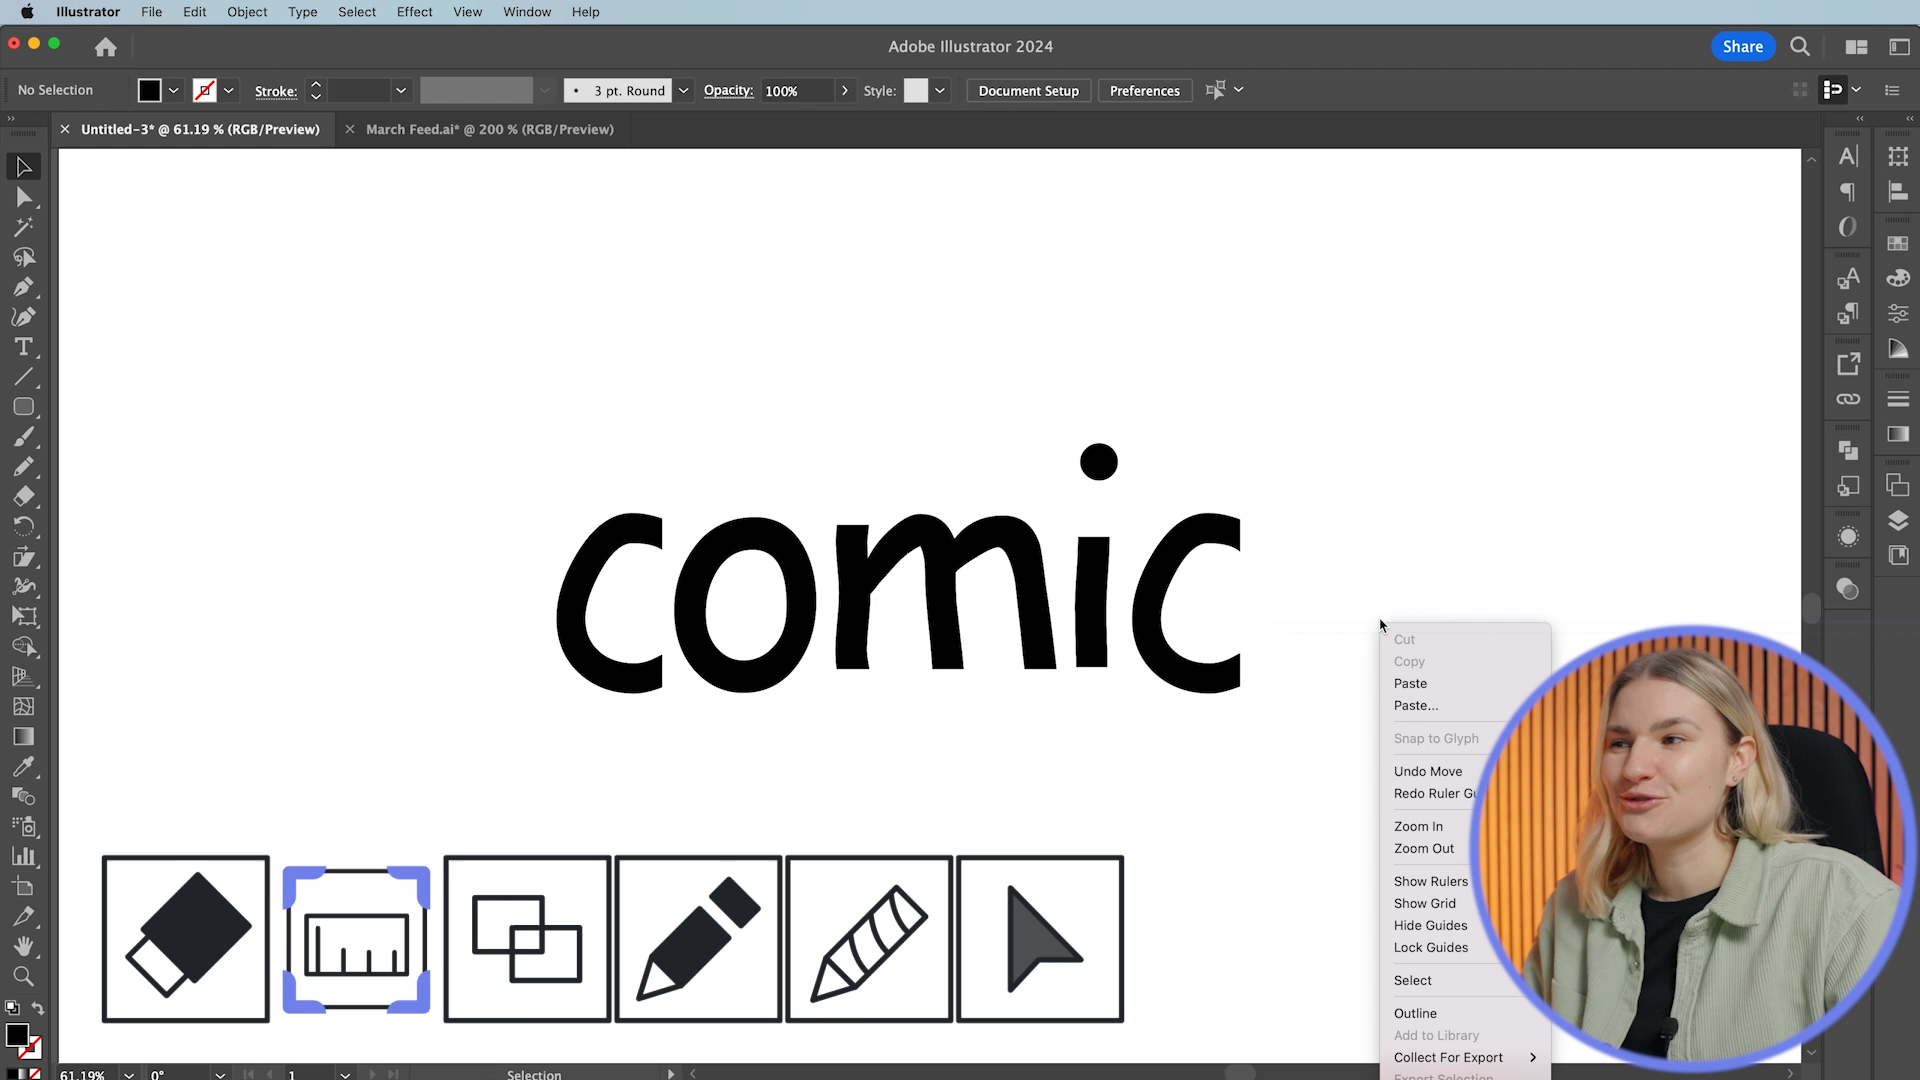 Illustrator File Edit Object Type Select Effect View Window Help
Adobe Illustrator 2024
Share
No Selection
Stroke:
3 pt. Round
Opacity:
100%
Style:
Document Setup
Preferences
Untitled-3* @ 61.19 % (RGB/Preview)
March Feed.ai* @ 200 % (RGB/Preview)
comic
Cut
Copy
Paste
Paste...
Snap to Glyph
Undo Move
Redo Ruler Gu
Zoom In
Zoom Out
Show Rulers
Show Grid
Hide Guides
Lock Guides
Select
Outline
Add to Library
Collect For Export
Export Selection
61.19%
0°
1
Selection